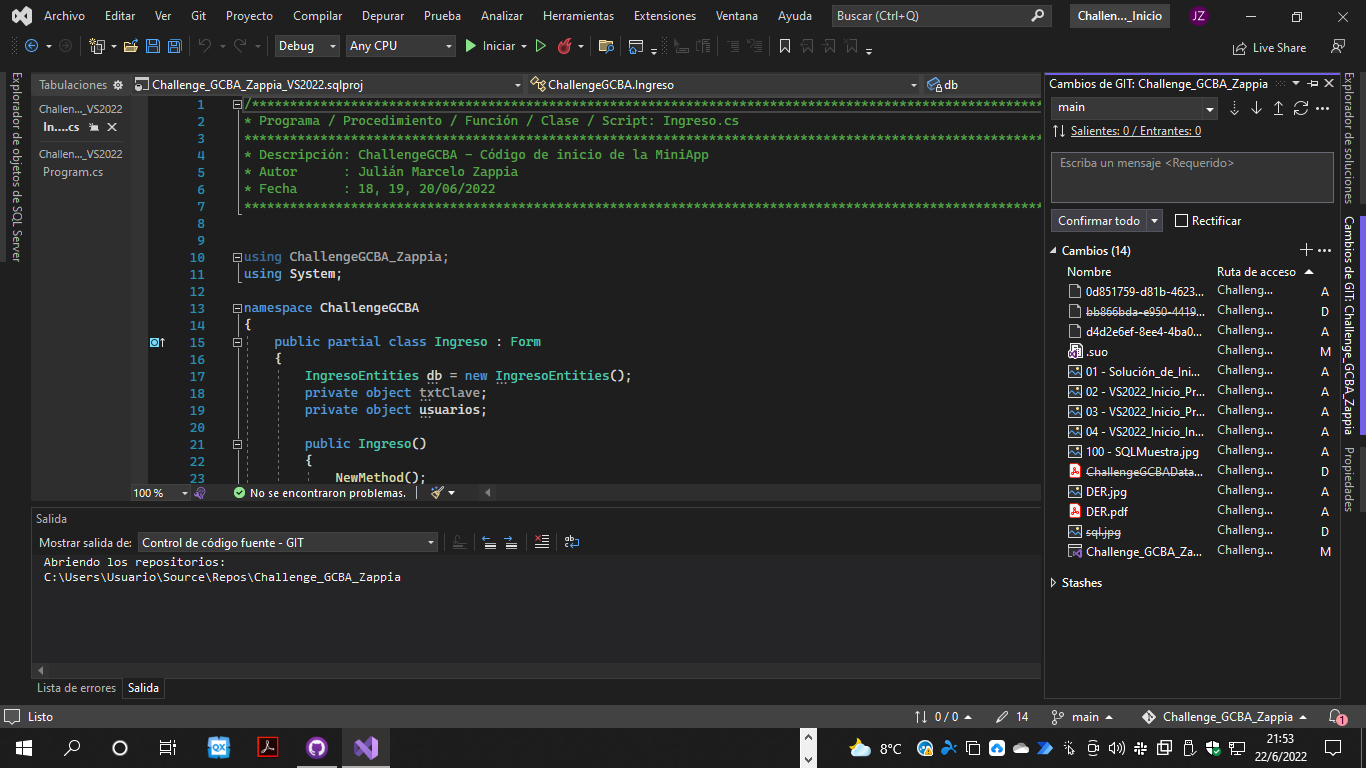 Archivo Editar Ver Git Proyecto Compilar Depurar Prueba Analizar Herramientas Extensiones Ventana Ayuda Buscar (Ctrl+Q) Challen..._Inicio JZ
Debug Any CPU Iniciar Live Share
Explorador de objetos de SQL Server
Tabulaciones
Challen..._VS2022
In....cs
Challen..._VS2022
Program.cs
Challenge_GCBA_Zappia_VS2022.sqlproj ChallengeGCBA.Ingreso db
1 /********************************************************************************************************
2 * Programa / Procedimiento / Función / Clase / Script: Ingreso.cs
3 *********************************************************************************************************
4 * Descripción: ChallengeGCBA - Código de inicio de la MiniApp
5 * Autor : Julián Marcelo Zappia
6 * Fecha : 18, 19, 20/06/2022
7 *********************************************************************************************************
8
9
10 using ChallengeGCBA_Zappia;
11 using System;
12
13 namespace ChallengeGCBA
14 {
15 public partial class Ingreso : Form
16 {
17 IngresoEntities db = new IngresoEntities();
18 private object txtClave;
19 private object usuarios;
20
21 public Ingreso()
22 {
23 NewMethod();
100 % No se encontraron problemas.
Salida
Mostrar salida de: Control de código fuente - GIT
Abriendo los repositorios:
C:\Users\Usuario\Source\Repos\Challenge_GCBA_Zappia
Lista de errores Salida
Cambios de GIT: Challenge_GCBA_Zappia
main
Salientes: 0 / Entrantes: 0
Escriba un mensaje <Requerido>
Confirmar todo Rectificar
Cambios (14)
Nombre Ruta de acceso
0d851759-d81b-4623... Challeng... A
bb866bda-e950-4419... Challeng... D
d4d2e6ef-8ee4-4ba0... Challeng... A
.suo Challeng... M
01 - Solución_de_Ini... Challeng... A
02 - VS2022_Inicio_Pr... Challeng... A
03 - VS2022_Inicio_Pr... Challeng... A
04 - VS2022_Inicio_In... Challeng... A
100 - SQLMuestra.jpg Challeng... A
ChallengeGCBAData... Challeng... D
DER.jpg Challeng... A
DER.pdf Challeng... A
sql.jpg Challeng... D
Challenge_GCBA_Za... Challeng... M
Stashes
Explorador de soluciones
Cambios de GIT: Challenge_GCBA_Zappia
Propiedades
Listo 0 / 0 14 main Challenge_GCBA_Zappia 1
QX 8°C 21:53
22/6/2022